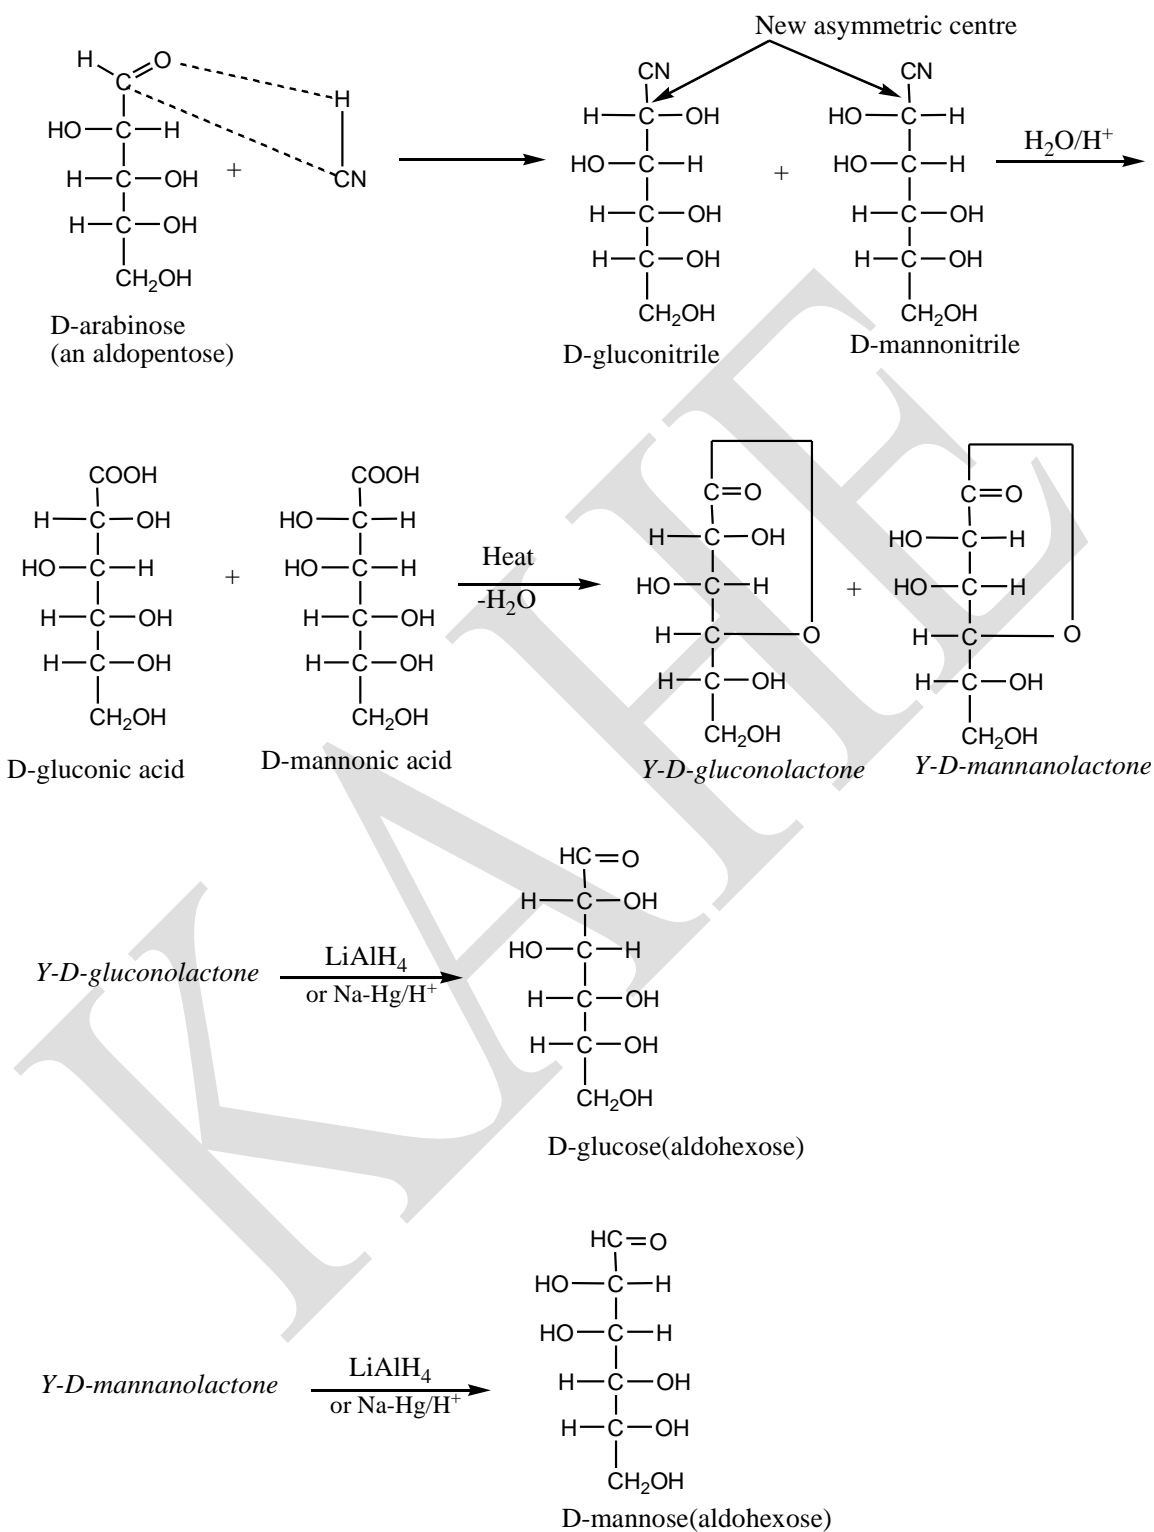 New asymmetric centre
H
C=O
HO—C—H
H—C—OH
H—C—OH
CH2OH
+
H
CN
D-arabinose
(an aldopentose)
CN
H—C—OH
HO—C—H
H—C—OH
H—C—OH
CH2OH
D-gluconitrile
+
CN
HO—C—H
HO—C—H
H—C—OH
H—C—OH
CH2OH
D-mannonitrile
H2O/H+
COOH
H—C—OH
HO—C—H
H—C—OH
H—C—OH
CH2OH
D-gluconic acid
+
COOH
HO—C—H
HO—C—H
H—C—OH
H—C—OH
CH2OH
D-mannonic acid
Heat
-H2O
C=O
H—C—OH
HO—C—H
H—C—O
H—C—OH
CH2OH
Y-D-gluconolactone
+
C=O
HO—C—H
HO—C—H
H—C—O
H—C—OH
CH2OH
Y-D-mannanolactone
Y-D-gluconolactone
LiAlH4
or Na-Hg/H+
HC=O
H—C—OH
HO—C—H
H—C—OH
H—C—OH
CH2OH
D-glucose(aldohexose)
Y-D-mannanolactone
LiAlH4
or Na-Hg/H+
HC=O
HO—C—H
HO—C—H
H—C—OH
H—C—OH
CH2OH
D-mannose(aldohexose)
KAHE